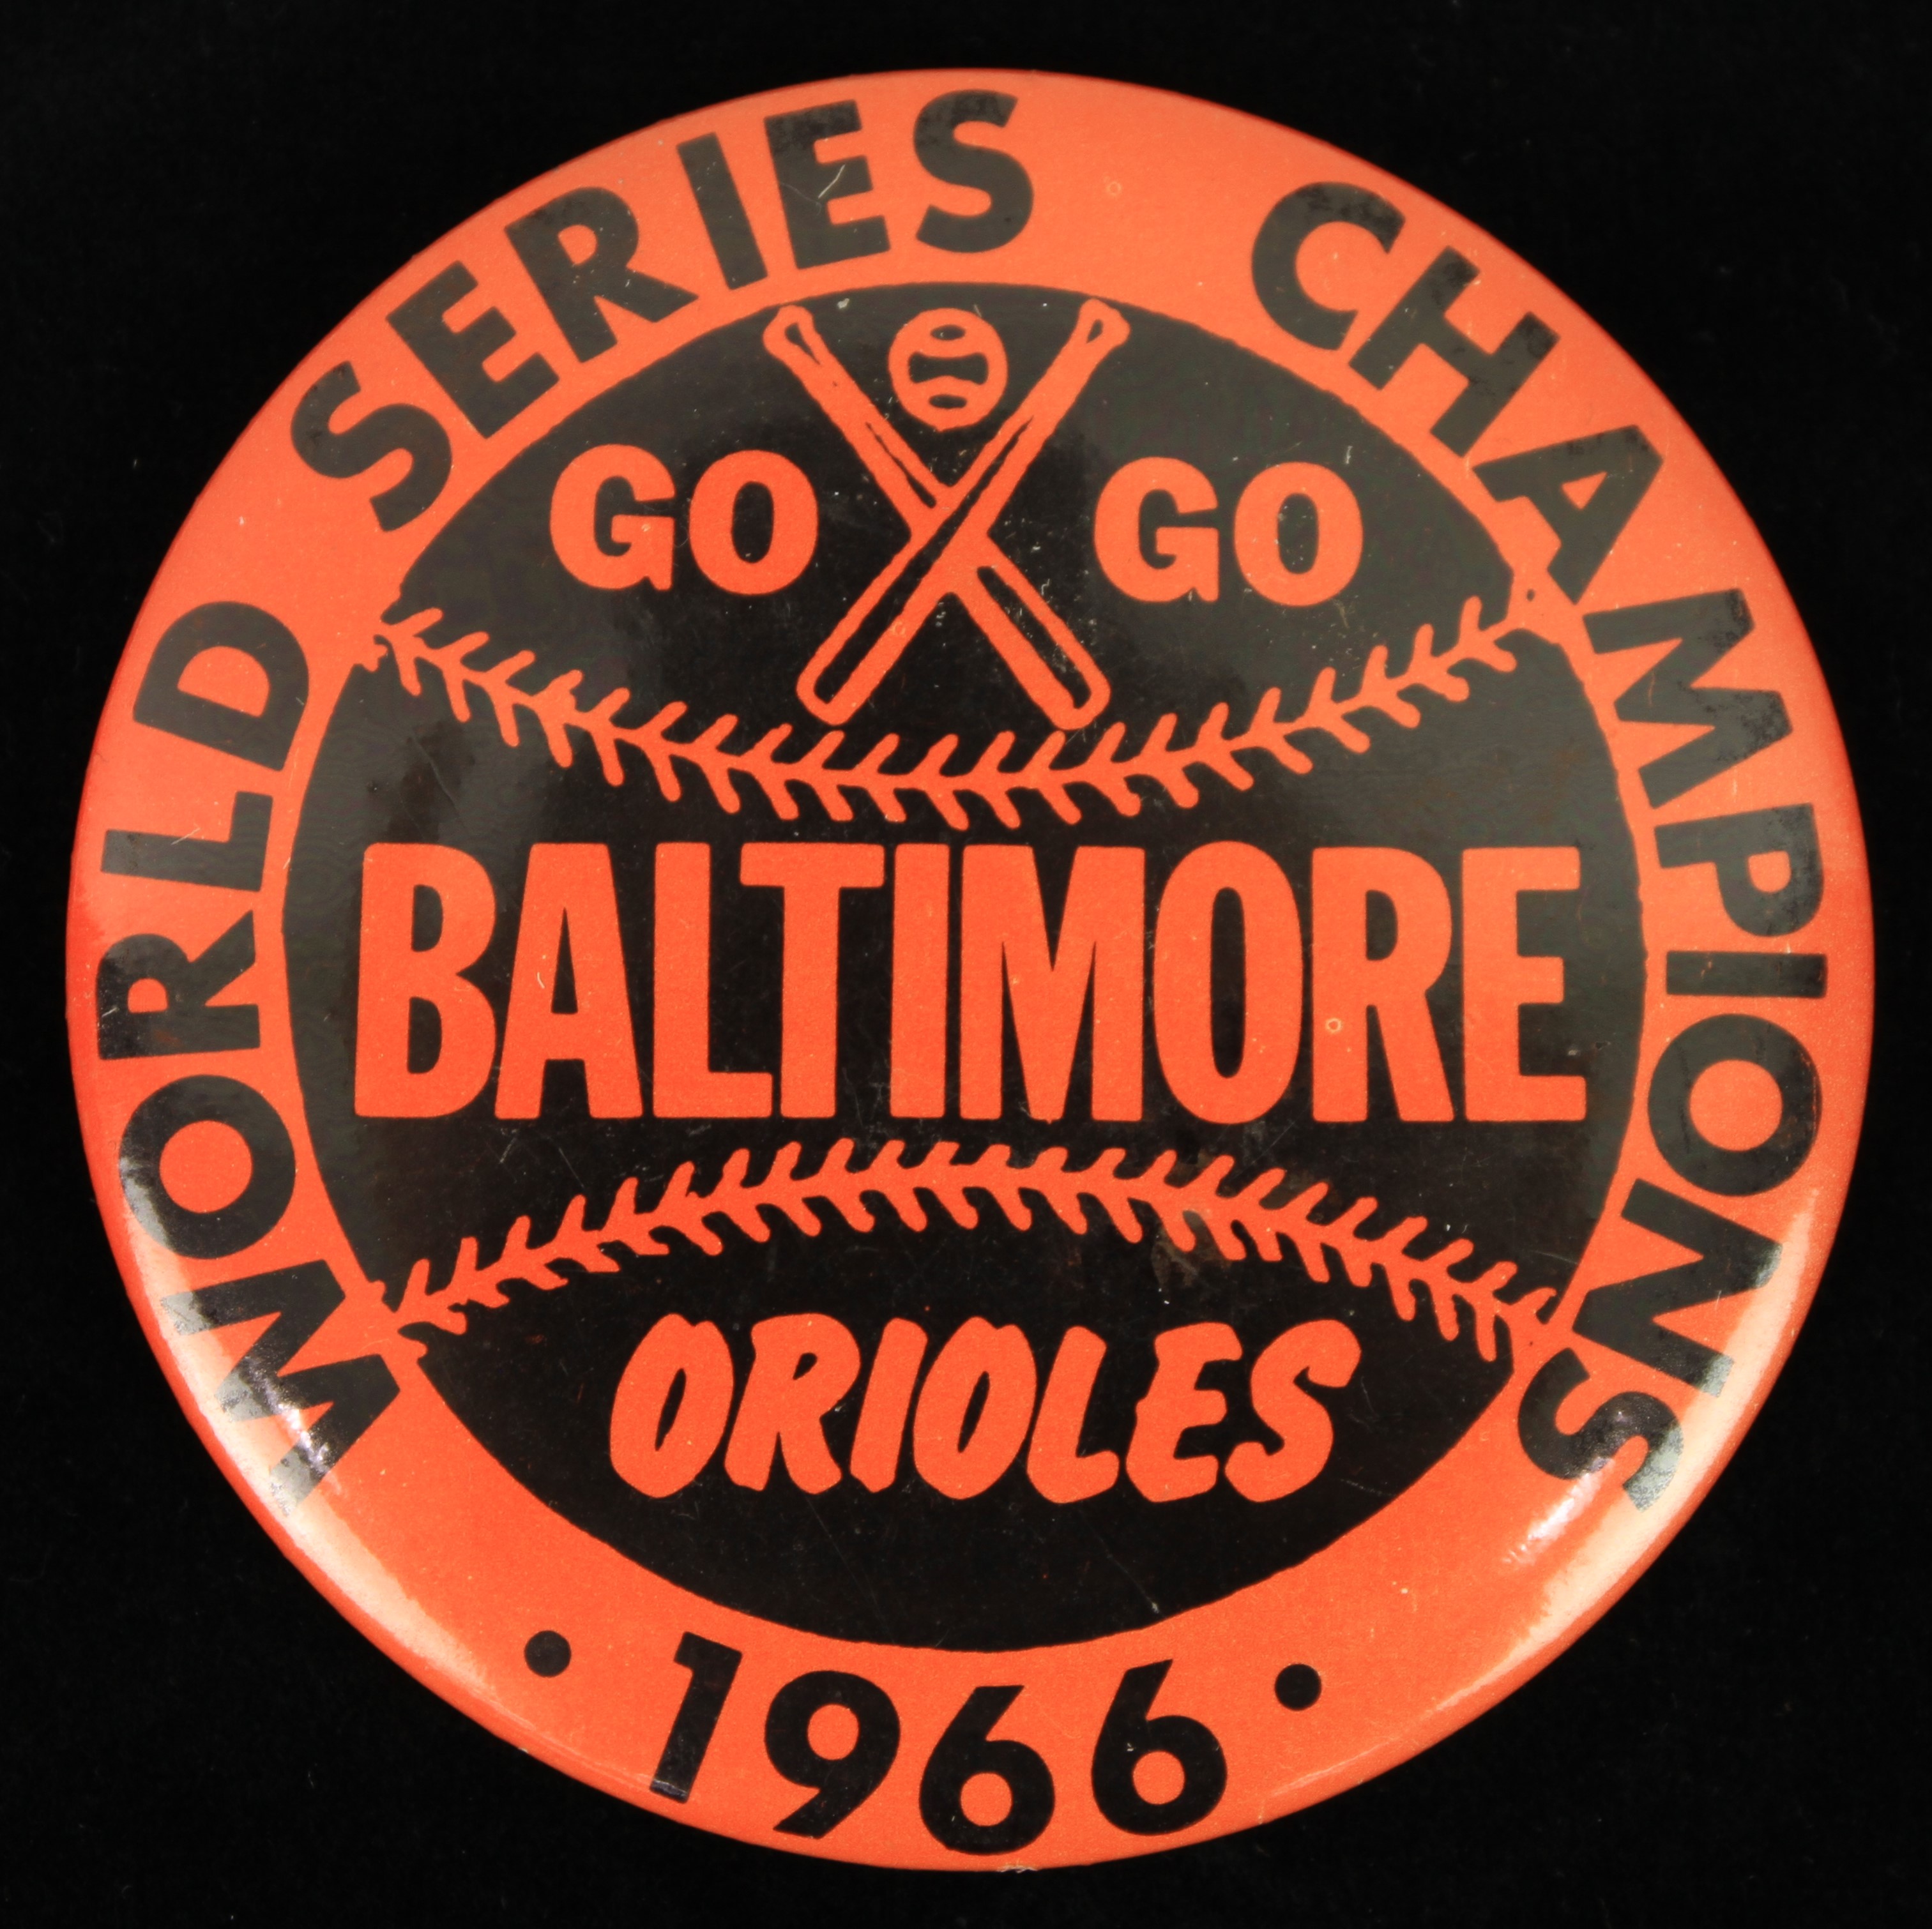 WORLD SERIES CHAMPIONS
GO GO
BALTIMORE
ORIOLES
• 1966 •